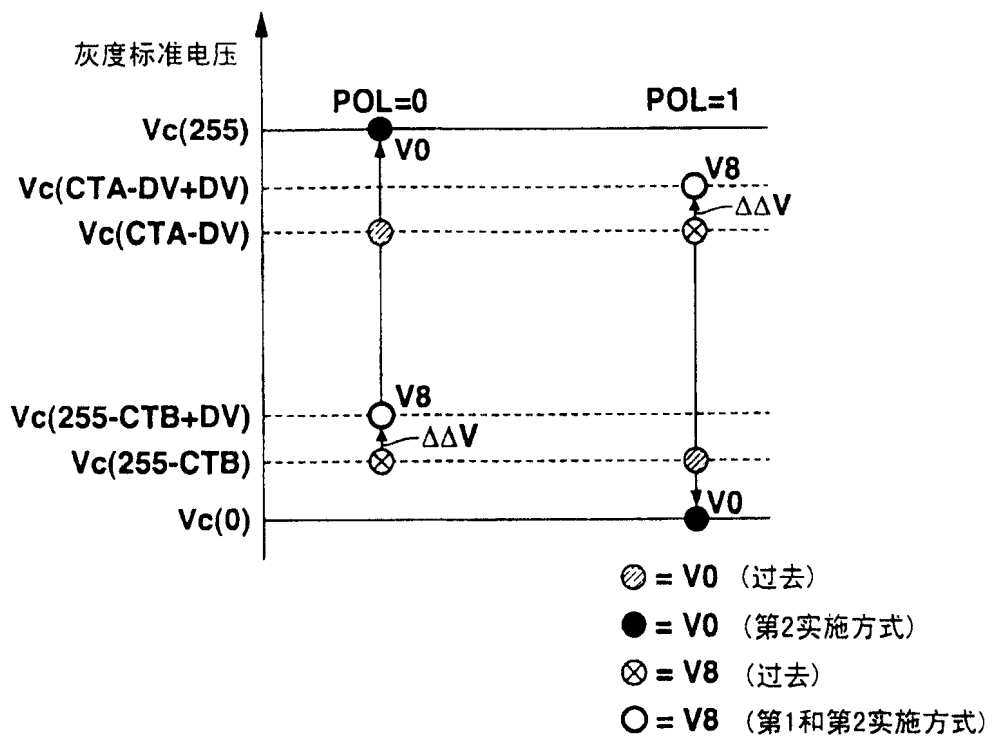 灰度标准电压
POL=0
POL=1
Vc(255)
V0
Vc(CTA-DV+DV)
V8
ΔΔV
Vc(CTA-DV)
V8
Vc(255-CTB+DV)
ΔΔV
Vc(255-CTB)
V0
Vc(0)
= V0 (过去)
= V0 (第2实施方式)
= V8 (过去)
= V8 (第1和第2实施方式)